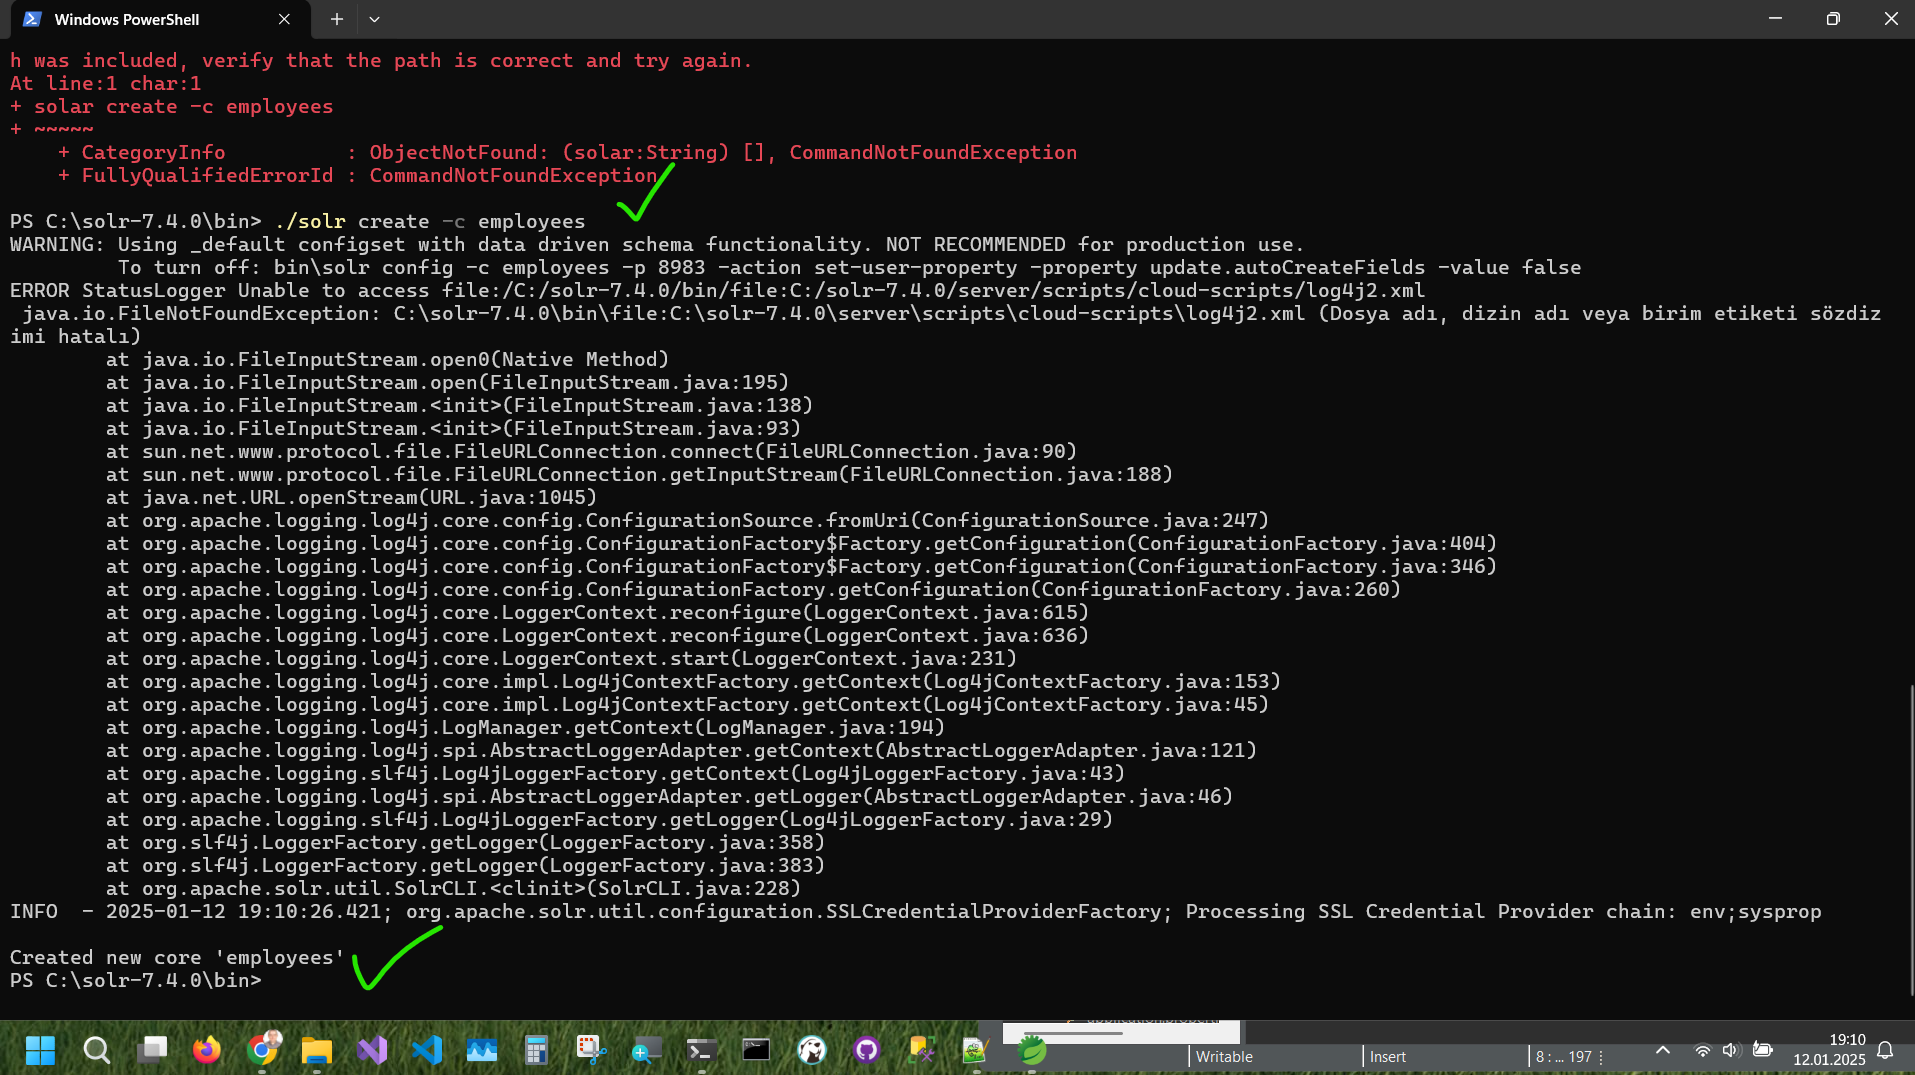 Windows PowerShell
h was included, verify that the path is correct and try again.
At line:1 char:1
+ solar create -c employees
+ ~~~~~
    + CategoryInfo          : ObjectNotFound: (solar:String) [], CommandNotFoundException
    + FullyQualifiedErrorId : CommandNotFoundException
PS C:\solr-7.4.0\bin> ./solr create -c employees
WARNING: Using _default configset with data driven schema functionality. NOT RECOMMENDED for production use.
         To turn off: bin\solr config -c employees -p 8983 -action set-user-property -property update.autoCreateFields -value false
ERROR StatusLogger Unable to access file:/C:/solr-7.4.0/bin/file:C:/solr-7.4.0/server/scripts/cloud-scripts/log4j2.xml
 java.io.FileNotFoundException: C:\solr-7.4.0\bin\file:C:\solr-7.4.0\server\scripts\cloud-scripts\log4j2.xml (Dosya adı, dizin adı veya birim etiketi sözdiz
imi hatalı)
        at java.io.FileInputStream.open0(Native Method)
        at java.io.FileInputStream.open(FileInputStream.java:195)
        at java.io.FileInputStream.<init>(FileInputStream.java:138)
        at java.io.FileInputStream.<init>(FileInputStream.java:93)
        at sun.net.www.protocol.file.FileURLConnection.connect(FileURLConnection.java:90)
        at sun.net.www.protocol.file.FileURLConnection.getInputStream(FileURLConnection.java:188)
        at java.net.URL.openStream(URL.java:1045)
        at org.apache.logging.log4j.core.config.ConfigurationSource.fromUri(ConfigurationSource.java:247)
        at org.apache.logging.log4j.core.config.ConfigurationFactory$Factory.getConfiguration(ConfigurationFactory.java:404)
        at org.apache.logging.log4j.core.config.ConfigurationFactory$Factory.getConfiguration(ConfigurationFactory.java:346)
        at org.apache.logging.log4j.core.config.ConfigurationFactory.getConfiguration(ConfigurationFactory.java:260)
        at org.apache.logging.log4j.core.LoggerContext.reconfigure(LoggerContext.java:615)
        at org.apache.logging.log4j.core.LoggerContext.reconfigure(LoggerContext.java:636)
        at org.apache.logging.log4j.core.LoggerContext.start(LoggerContext.java:231)
        at org.apache.logging.log4j.core.impl.Log4jContextFactory.getContext(Log4jContextFactory.java:153)
        at org.apache.logging.log4j.core.impl.Log4jContextFactory.getContext(Log4jContextFactory.java:45)
        at org.apache.logging.log4j.LogManager.getContext(LogManager.java:194)
        at org.apache.logging.log4j.spi.AbstractLoggerAdapter.getContext(AbstractLoggerAdapter.java:121)
        at org.apache.logging.slf4j.Log4jLoggerFactory.getContext(Log4jLoggerFactory.java:43)
        at org.apache.logging.log4j.spi.AbstractLoggerAdapter.getLogger(AbstractLoggerAdapter.java:46)
        at org.apache.logging.slf4j.Log4jLoggerFactory.getLogger(Log4jLoggerFactory.java:29)
        at org.slf4j.LoggerFactory.getLogger(LoggerFactory.java:358)
        at org.slf4j.LoggerFactory.getLogger(LoggerFactory.java:383)
        at org.apache.solr.util.SolrCLI.<clinit>(SolrCLI.java:228)
INFO  - 2025-01-12 19:10:26.421; org.apache.solr.util.configuration.SSLCredentialProviderFactory; Processing SSL Credential Provider chain: env;sysprop
Created new core 'employees'
PS C:\solr-7.4.0\bin>
Writable
Insert
8 : ... 197
19:10
12.01.2025